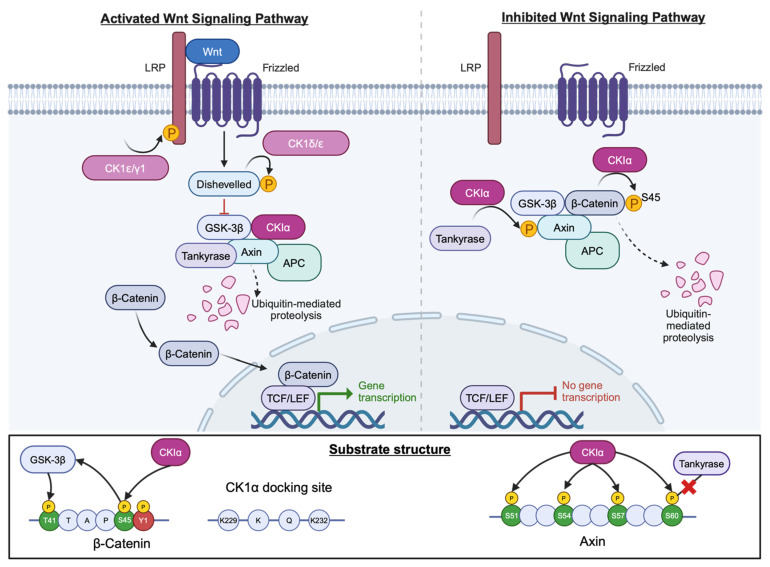 Activated Wnt Signaling Pathway
Inhibited Wnt Signaling Pathway
Wnt
LRP
Frizzled
P
CK1ε/γ1
CK1δ/ε
Dishevelled
P
GSK-3β
CKIα
Tankyrase
Axin
APC
Ubiquitin-mediated
proteolysis
β-Catenin
β-Catenin
β-Catenin
TCF/LEF
Gene
transcription
LRP
Frizzled
CKIα
CKIα
P
S45
GSK-3β
β-Catenin
Tankyrase
P
Axin
APC
Ubiquitin-
mediated
proteolysis
TCF/LEF
No gene
transcription
Substrate structure
GSK-3β
CKIα
P
P
P
T41
T
A
P
S45
Y1
β-Catenin
CK1α docking site
K229
K
Q
K232
CKIα
Tankyrase
P
P
P
P
S51
S54
S57
S60
Axin